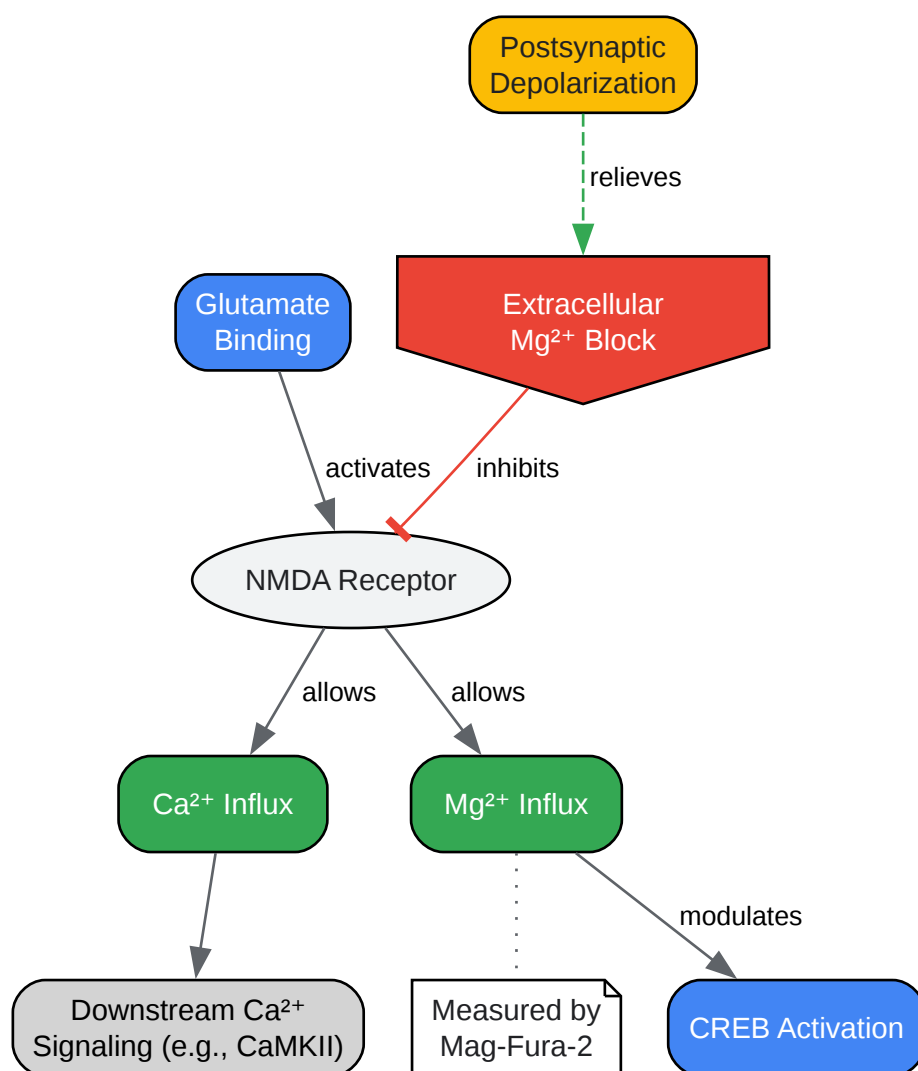 Postsynaptic
Depolarization
relieves
Extracellular
Mg²⁺ Block
Glutamate
Binding
activates
inhibits
NMDA Receptor
allows
allows
Ca²⁺ Influx
Mg²⁺ Influx
modulates
Downstream Ca²⁺
Signaling (e.g., CaMKII)
Measured by
Mag-Fura-2
CREB Activation